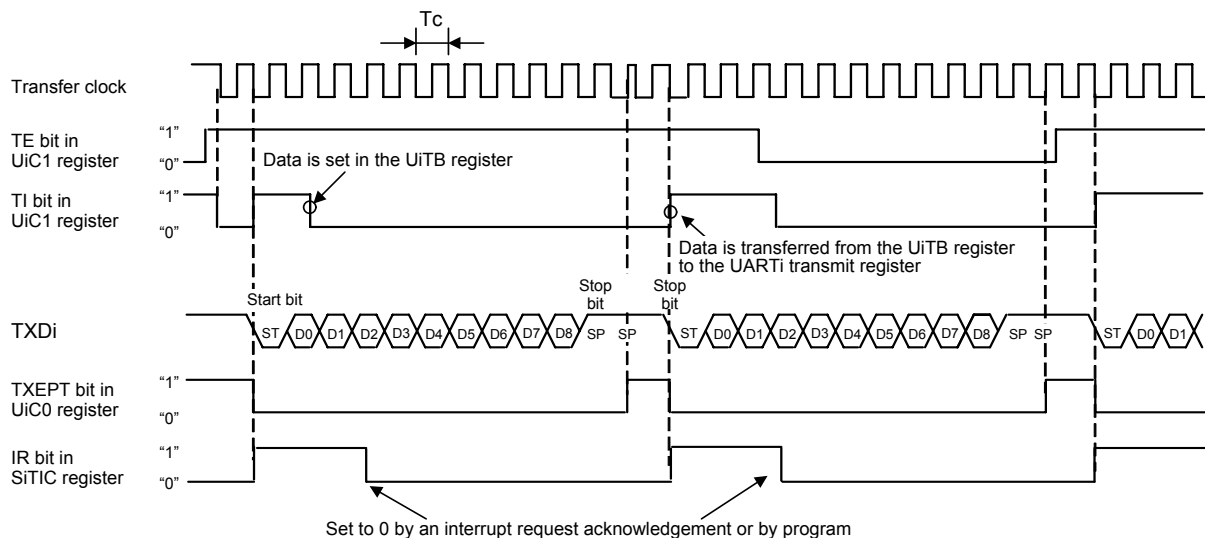 Tc
Transfer clock
TE bit in
UiC1 register
“1”
“0”
Data is set in the UiTB register
TI bit in
UiC1 register
“1”
“0”
Data is transferred from the UiTB register
to the UARTi transmit register
Start bit
Stop
bit
Stop
bit
TXDi
ST D0 D1 D2 D3 D4 D5 D6 D7 D8 SP SP ST D0 D1 D2 D3 D4 D5 D6 D7 D8 SP SP ST D0 D1
TXEPT bit in
UiC0 register
“1”
“0”
IR bit in
SiTIC register
“1”
“0”
Set to 0 by an interrupt request acknowledgement or by program